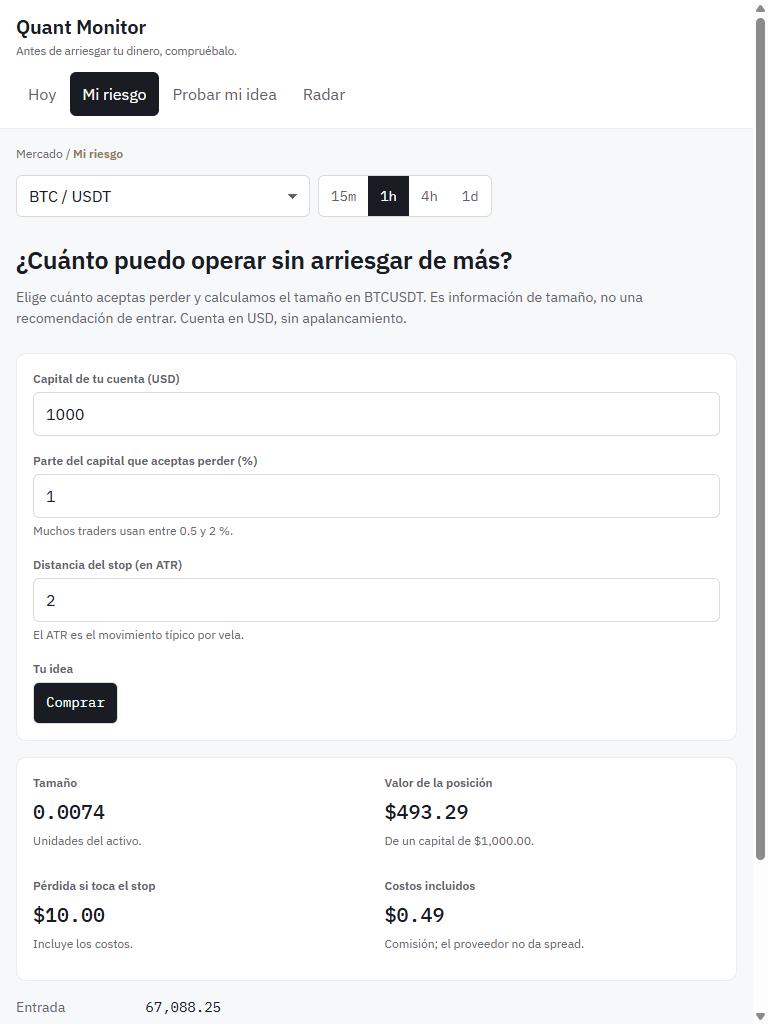 Quant Monitor
Antes de arriesgar tu dinero, compruébalo.
Hoy
Mi riesgo
Probar mi idea
Radar
Mercado / Mi riesgo
BTC / USDT
15m
1h
4h
1d
¿Cuánto puedo operar sin arriesgar de más?
Elige cuánto aceptas perder y calculamos el tamaño en BTCUSDT. Es información de tamaño, no una
recomendación de entrar. Cuenta en USD, sin apalancamiento.
Capital de tu cuenta (USD)
1000
Parte del capital que aceptas perder (%)
1
Muchos traders usan entre 0.5 y 2 %.
Distancia del stop (en ATR)
2
El ATR es el movimiento típico por vela.
Tu idea
Comprar
Tamaño
0.0074
Unidades del activo.
Valor de la posición
$493.29
De un capital de $1,000.00.
Pérdida si toca el stop
$10.00
Incluye los costos.
Costos incluidos
$0.49
Comisión; el proveedor no da spread.
Entrada 67,088.25